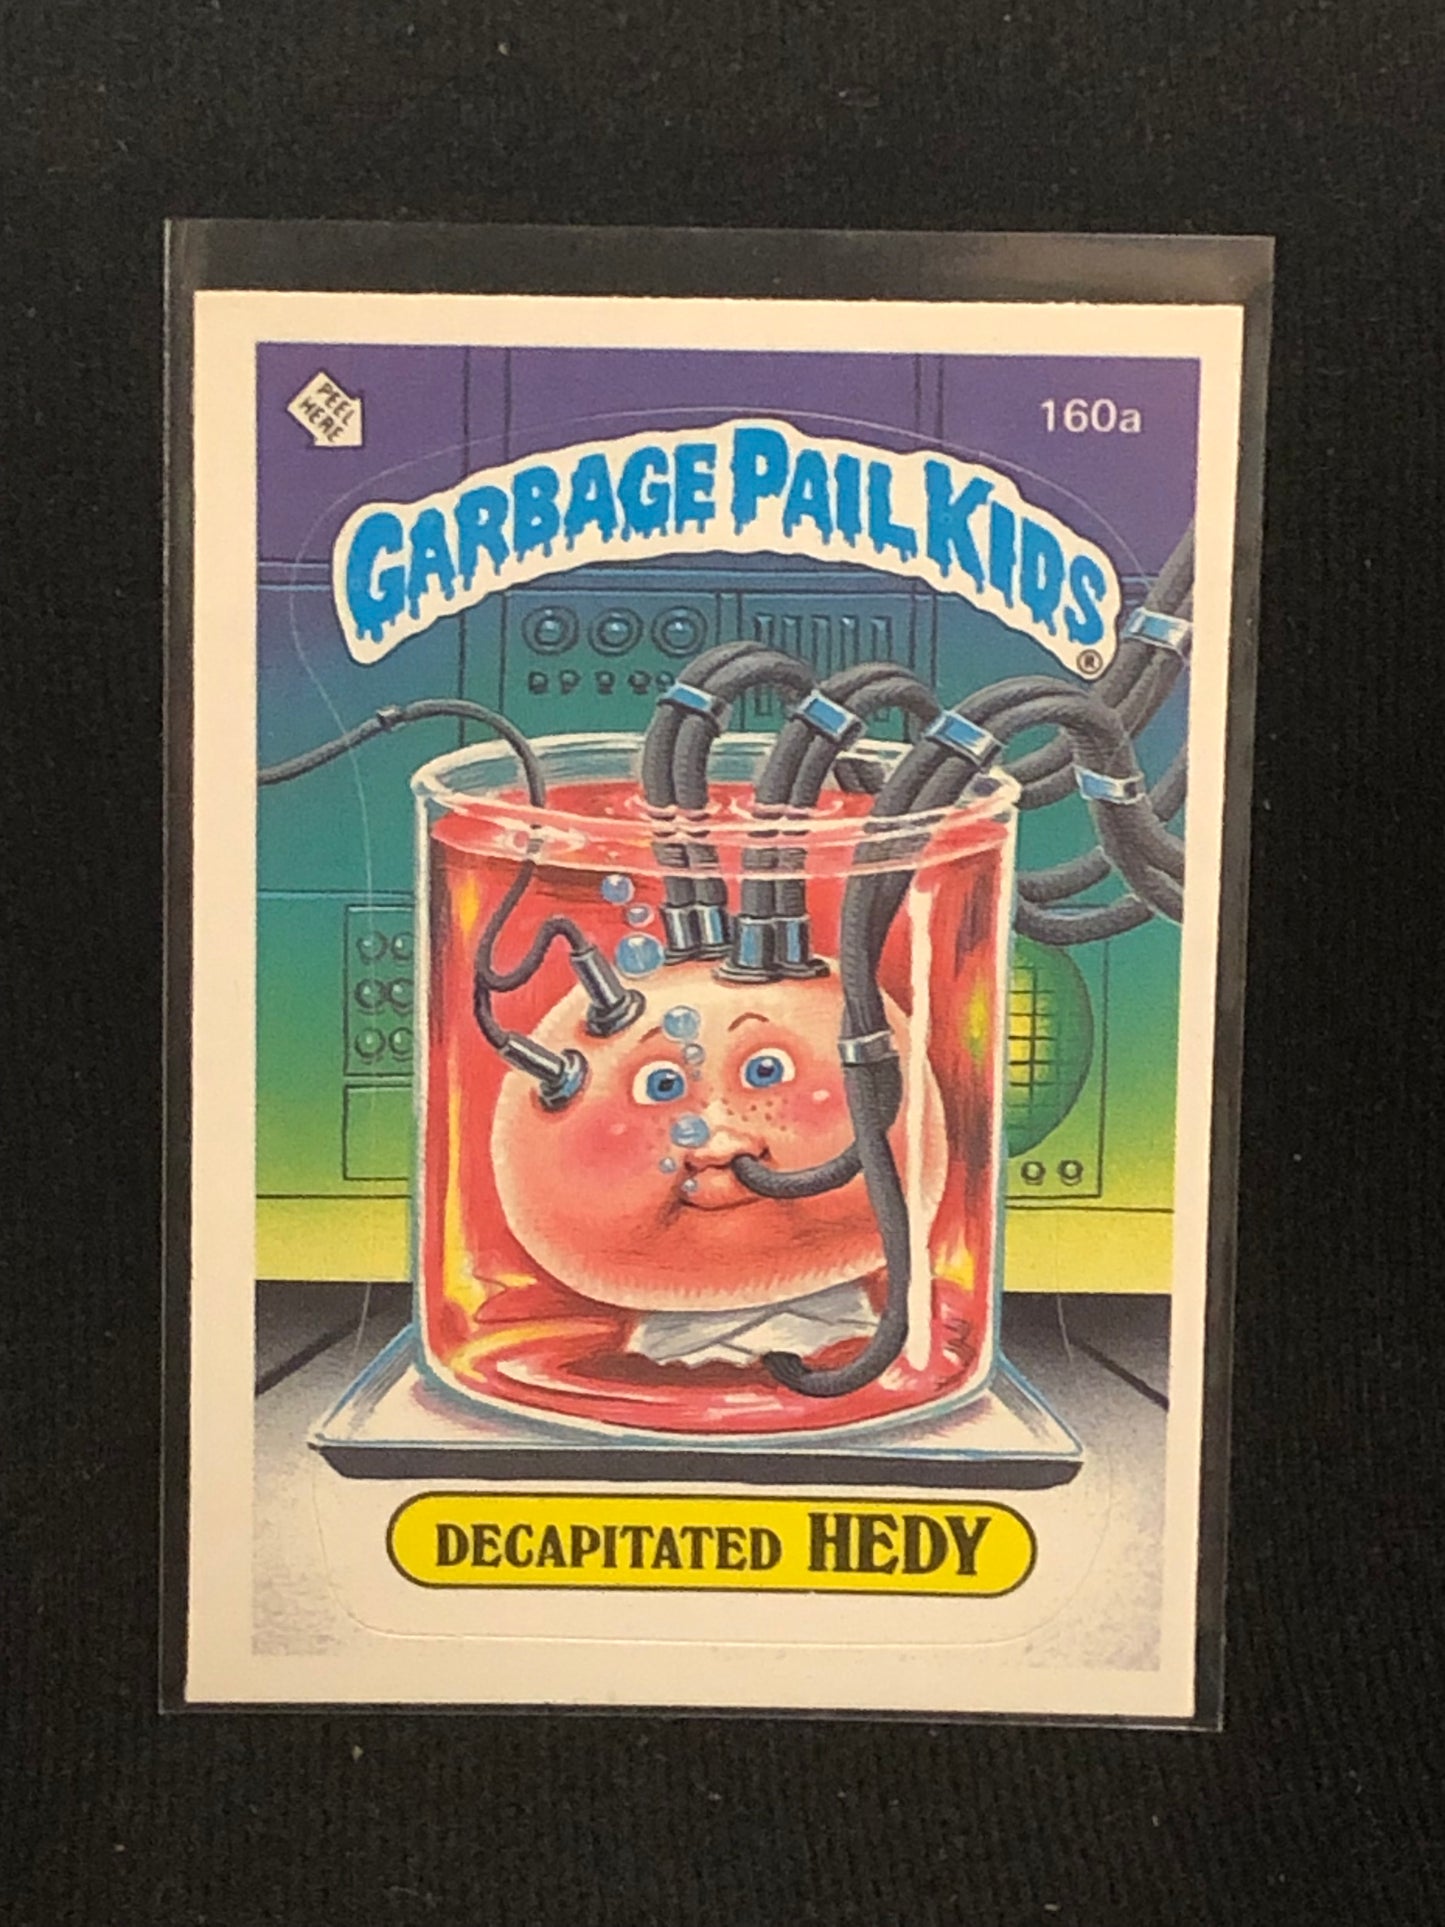 PEEL
HERE
160a
GARBAGE PAIL KIDS
®
DECAPITATED HEDY